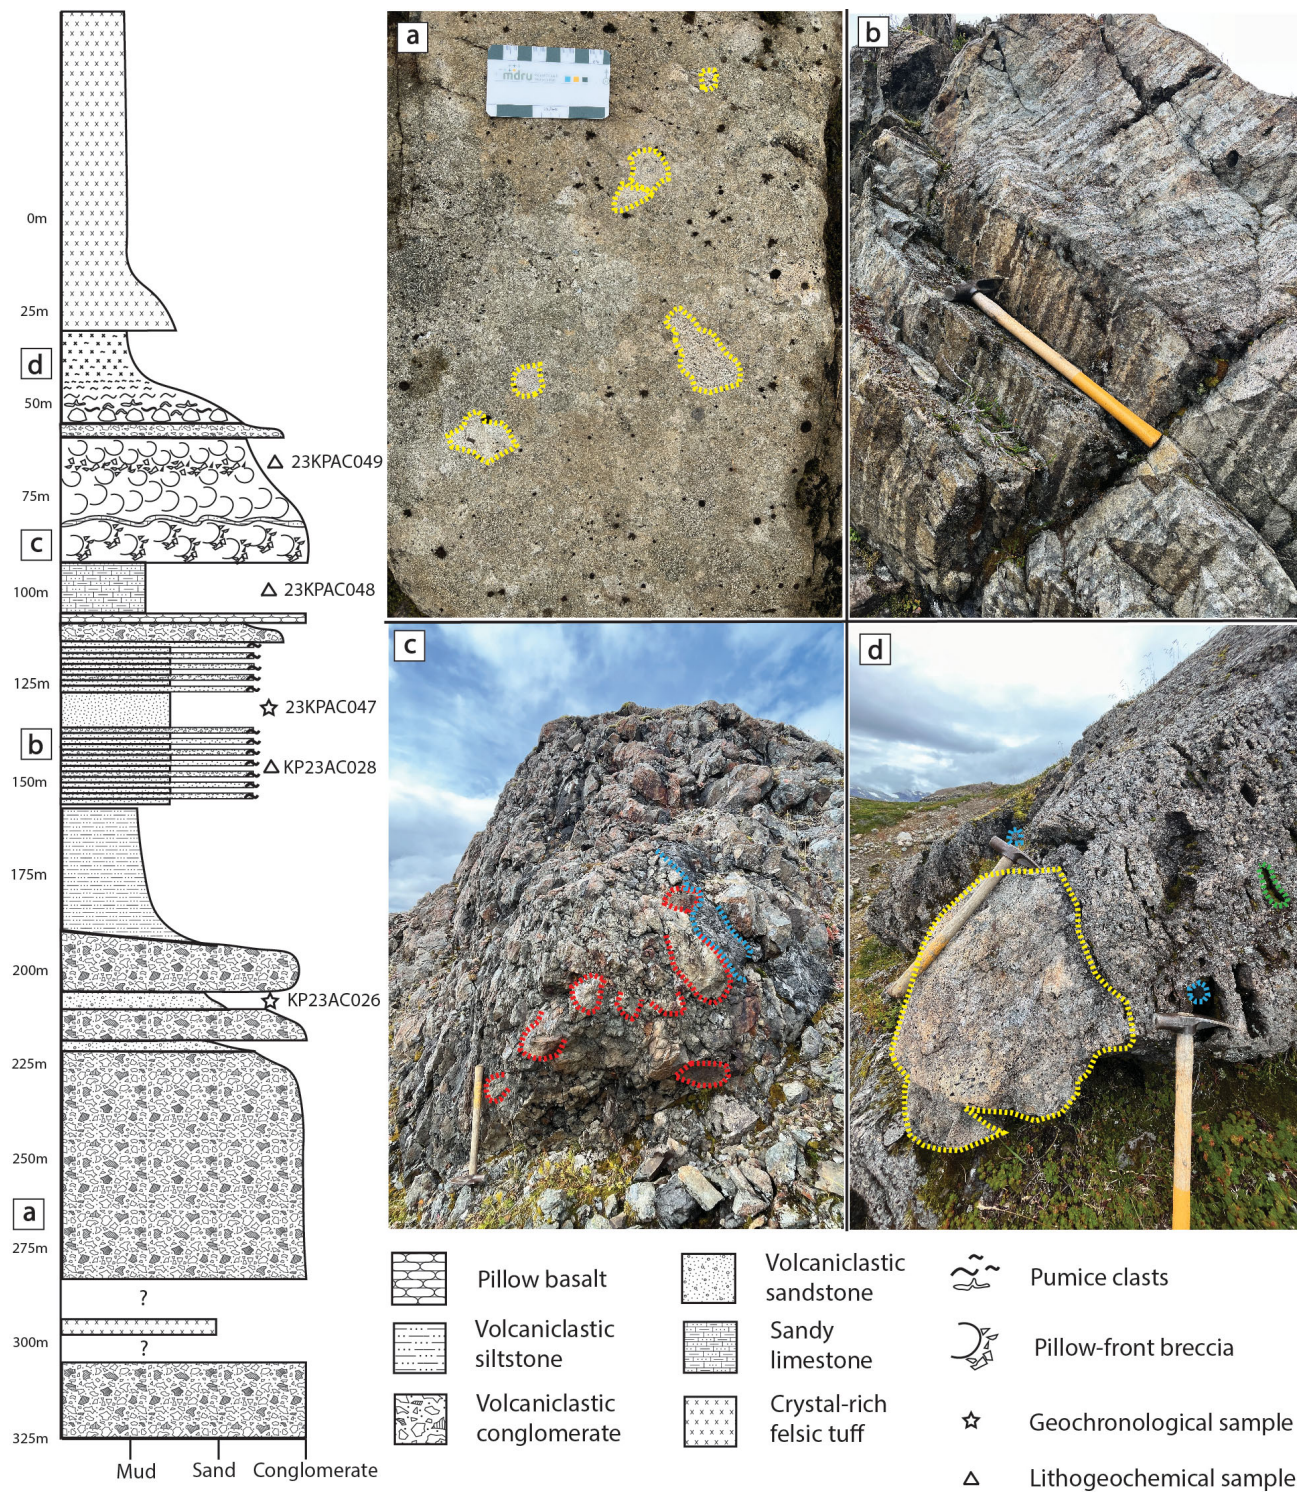 a
mdru
b
0m
25m
d
50m
23KPAC049
75m
c
100m
23KPAC048
125m
23KPAC047
b
KP23AC028
150m
175m
200m
KP23AC026
225m
250m
a
275m
?
300m
?
325m
Mud
Sand
Conglomerate
c
d
Pillow basalt
Volcaniclastic
siltstone
Volcaniclastic
conglomerate
Volcaniclastic
sandstone
Sandy
limestone
Crystal-rich
felsic tuff
Pumice clasts
Pillow-front breccia
Geochronological sample
Lithogeochemical sample